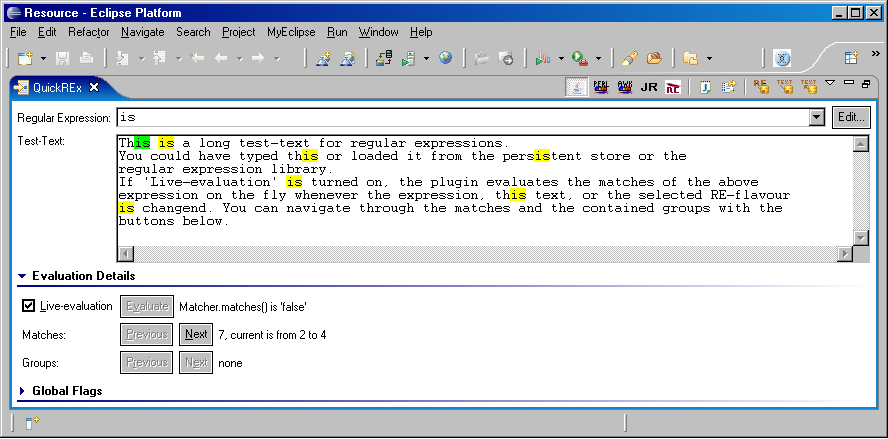 Resource - Eclipse Platform
File Edit Refactor Navigate Search Project MyEclipse Run Window Help
PERL AWK JR RE TEXT TEXT
QuickREx
Regular Expression: is Edit...
Test-Text:
This is a long test-text for regular expressions.
You could have typed this or loaded it from the persistent store or the
regular expression library.
If 'Live-evaluation' is turned on, the plugin evaluates the matches of the above
expression on the fly whenever the expression, this text, or the selected RE-flavour
is changend. You can navigate through the matches and the contained groups with the
buttons below.
Evaluation Details
Live-evaluation Evaluate Matcher.matches() is 'false'
Matches: Previous Next 7, current is from 2 to 4
Groups: Previous Next none
Global Flags